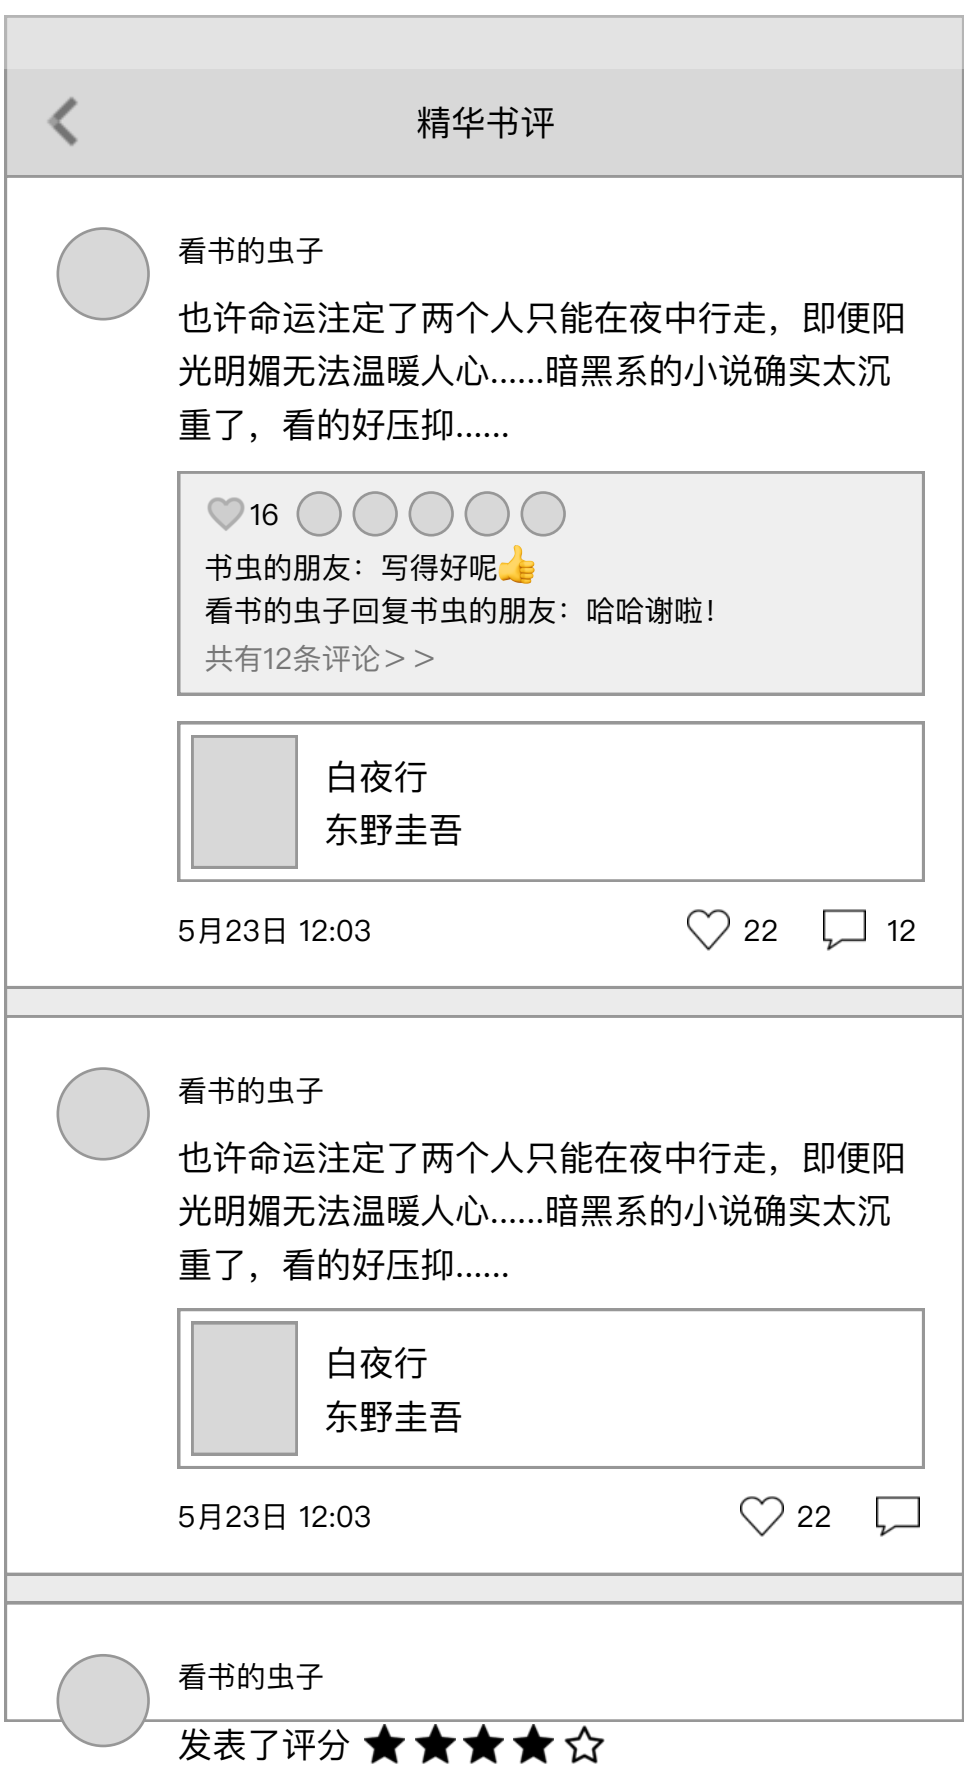 精华书评
看书的虫子
也许命运注定了两个人只能在夜中行走，即便阳
光明媚无法温暖人心......暗黑系的小说确实太沉
重了，看的好压抑......
16
书虫的朋友：写得好呢👍
看书的虫子回复书虫的朋友：哈哈谢啦！
共有12条评论>>
白夜行
东野圭吾
5月23日 12:03 22 12
看书的虫子
也许命运注定了两个人只能在夜中行走，即便阳
光明媚无法温暖人心......暗黑系的小说确实太沉
重了，看的好压抑......
白夜行
东野圭吾
5月23日 12:03 22
看书的虫子
发表了评分 ★★★★☆